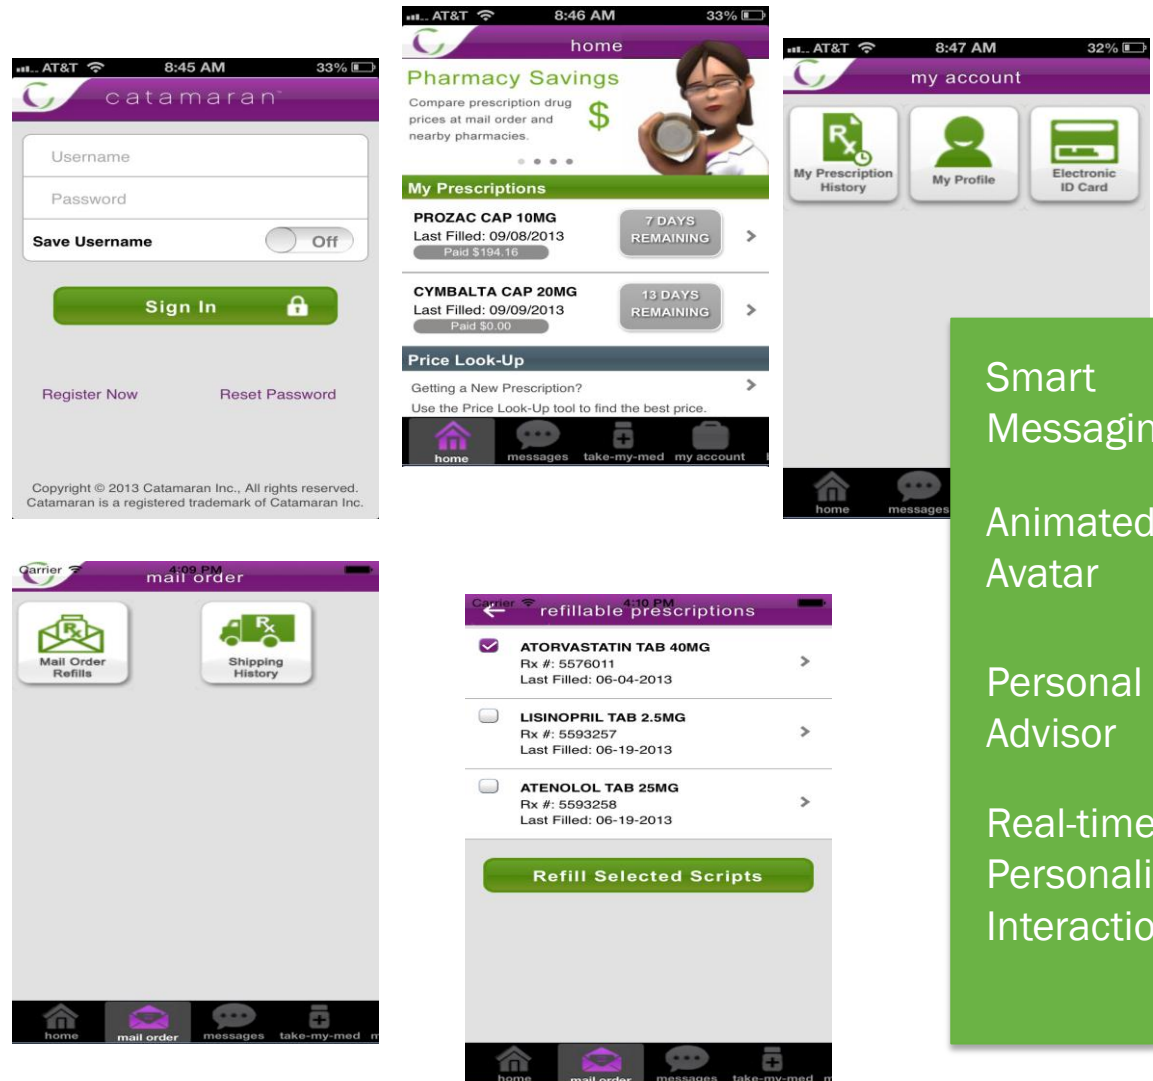 AT&T 8:45 AM 33%
catamaran
Username
Password
Save Username Off
Sign In
Register Now Reset Password
Copyright © 2013 Catamaran Inc., All rights reserved.
Catamaran is a registered trademark of Catamaran Inc.
AT&T 8:46 AM 33%
home
Pharmacy Savings
Compare prescription drug
prices at mail order and
nearby pharmacies.
$
My Prescriptions
PROZAC CAP 10MG
Last Filled: 09/08/2013
Paid $194.16
7 DAYS
REMAINING
CYMBALTA CAP 20MG
Last Filled: 09/09/2013
Paid $0.00
13 DAYS
REMAINING
Price Look-Up
Getting a New Prescription?
Use the Price Look-Up tool to find the best price.
home messages take-my-med my account
AT&T 8:47 AM 32%
my account
Rx
My Prescription
History
My Profile
Electronic
ID Card
home messages
Carrier 4:09 PM
mail order
Rx
Mail Order
Refills
Rx
Shipping
History
home mail order messages take-my-med m
Carrier 4:10 PM
refillable prescriptions
ATORVASTATIN TAB 40MG
Rx #: 5576011
Last Filled: 06-04-2013
LISINOPRIL TAB 2.5MG
Rx #: 5593257
Last Filled: 06-19-2013
ATENOLOL TAB 25MG
Rx #: 5593258
Last Filled: 06-19-2013
Refill Selected Scripts
home mail order messages take-my-med m
Smart
Messagin
Animated
Avatar
Personal
Advisor
Real-time
Personali
Interactio